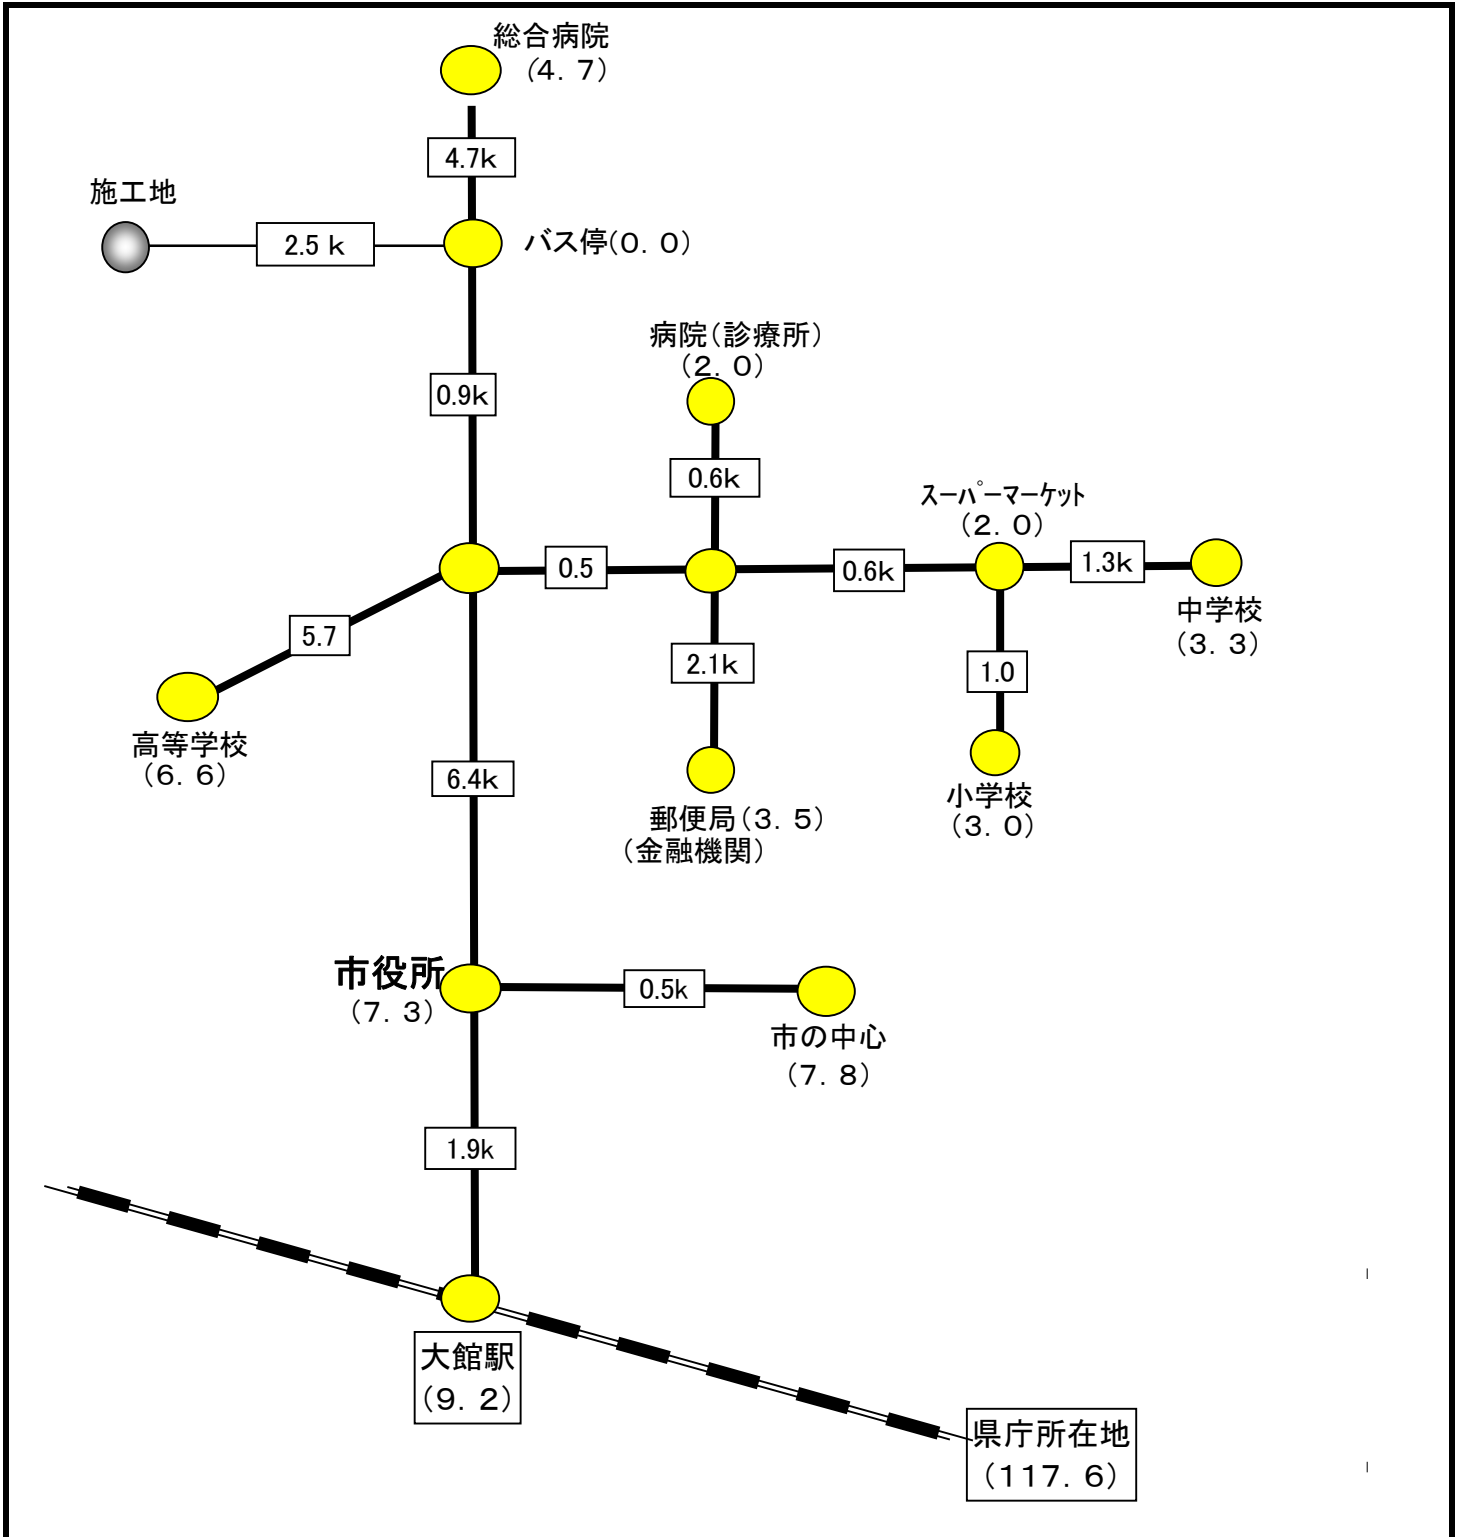 総合病院
(4.7)
4.7k
施工地
2.5 k
バス停(0.0)
病院(診療所)
(2.0)
0.9k
0.6k
スーパーマーケット
(2.0)
0.5
0.6k
1.3k
中学校
(3.3)
5.7
2.1k
1.0
高等学校
(6.6)
6.4k
小学校
(3.0)
郵便局(3.5)
(金融機関)
市役所
(7.3)
0.5k
市の中心
(7.8)
1.9k
大館駅
(9.2)
県庁所在地
(117.6)